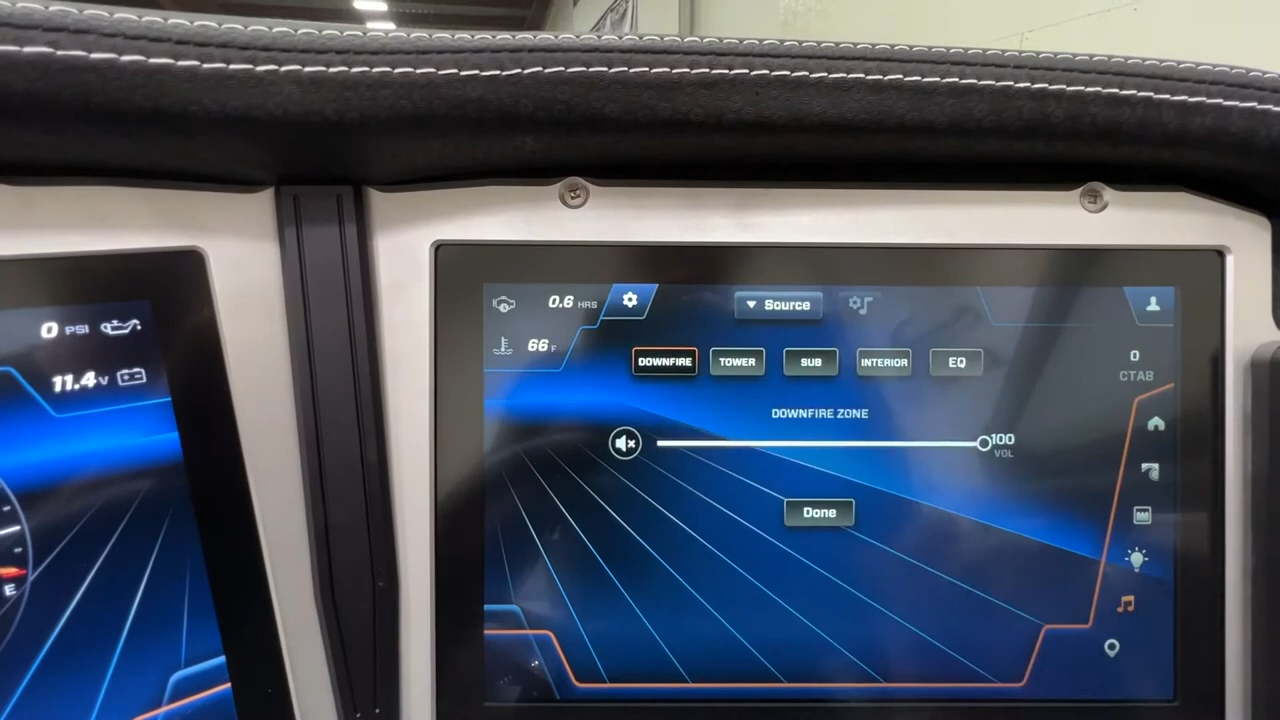 0 PSI
11.4 V
E
0.6 HRS
66 F
Source
DOWNFIRE
TOWER
SUB
INTERIOR
EQ
0
CTAB
DOWNFIRE ZONE
100
VOL
Done